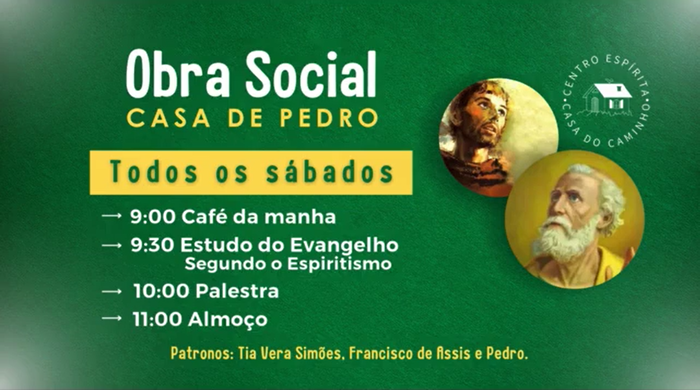 Obra Social
CASA DE PEDRO
CENTRO ESPÍRITA
CASA DO CAMINHO
Todos os sábados
→ 9:00 Café da manha
→ 9:30 Estudo do Evangelho
Segundo o Espiritismo
→ 10:00 Palestra
→ 11:00 Almoço
Patronos: Tia Vera Simões, Francisco de Assis e Pedro.